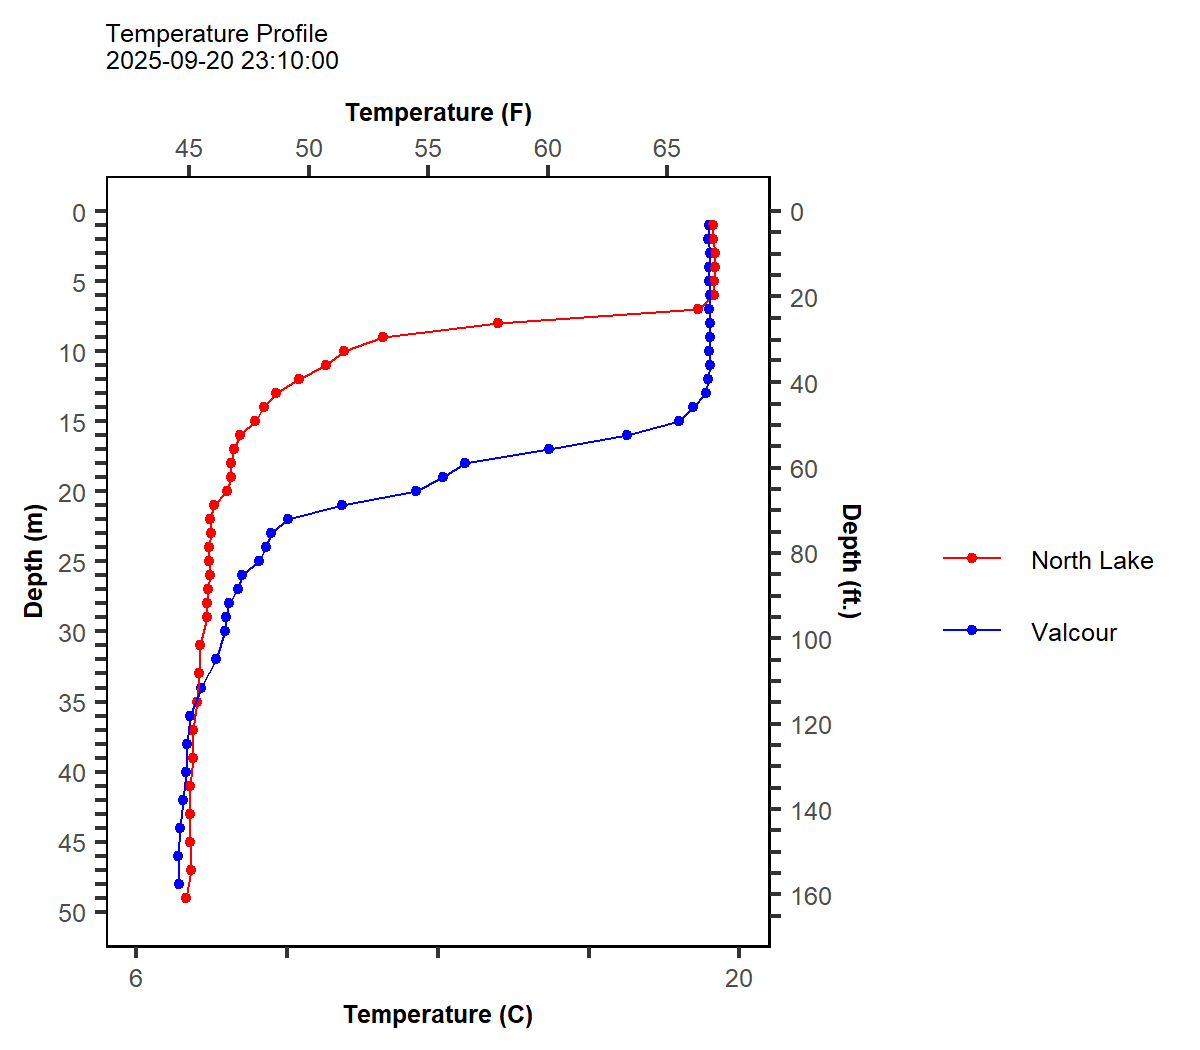 Temperature Profile
2025-09-20 23:10:00
Temperature (F)
45 50 55 60 65
0 0
5
20
10
40
15
60
20
Depth (m)
Depth (ft.)
25
80
North Lake
30
100
Valcour
35
120
40
140
45
160
50
6 20
Temperature (C)